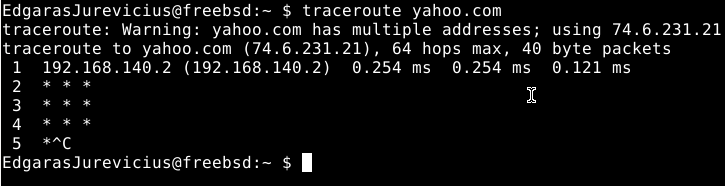 EdgarasJurevicius@freebsd:~ $ traceroute yahoo.com
traceroute: Warning: yahoo.com has multiple addresses; using 74.6.231.21
traceroute to yahoo.com (74.6.231.21), 64 hops max, 40 byte packets
 1  192.168.140.2 (192.168.140.2)  0.254 ms  0.254 ms  0.121 ms
 2  * * *
 3  * * *
 4  * * *
 5  *^C
EdgarasJurevicius@freebsd:~ $